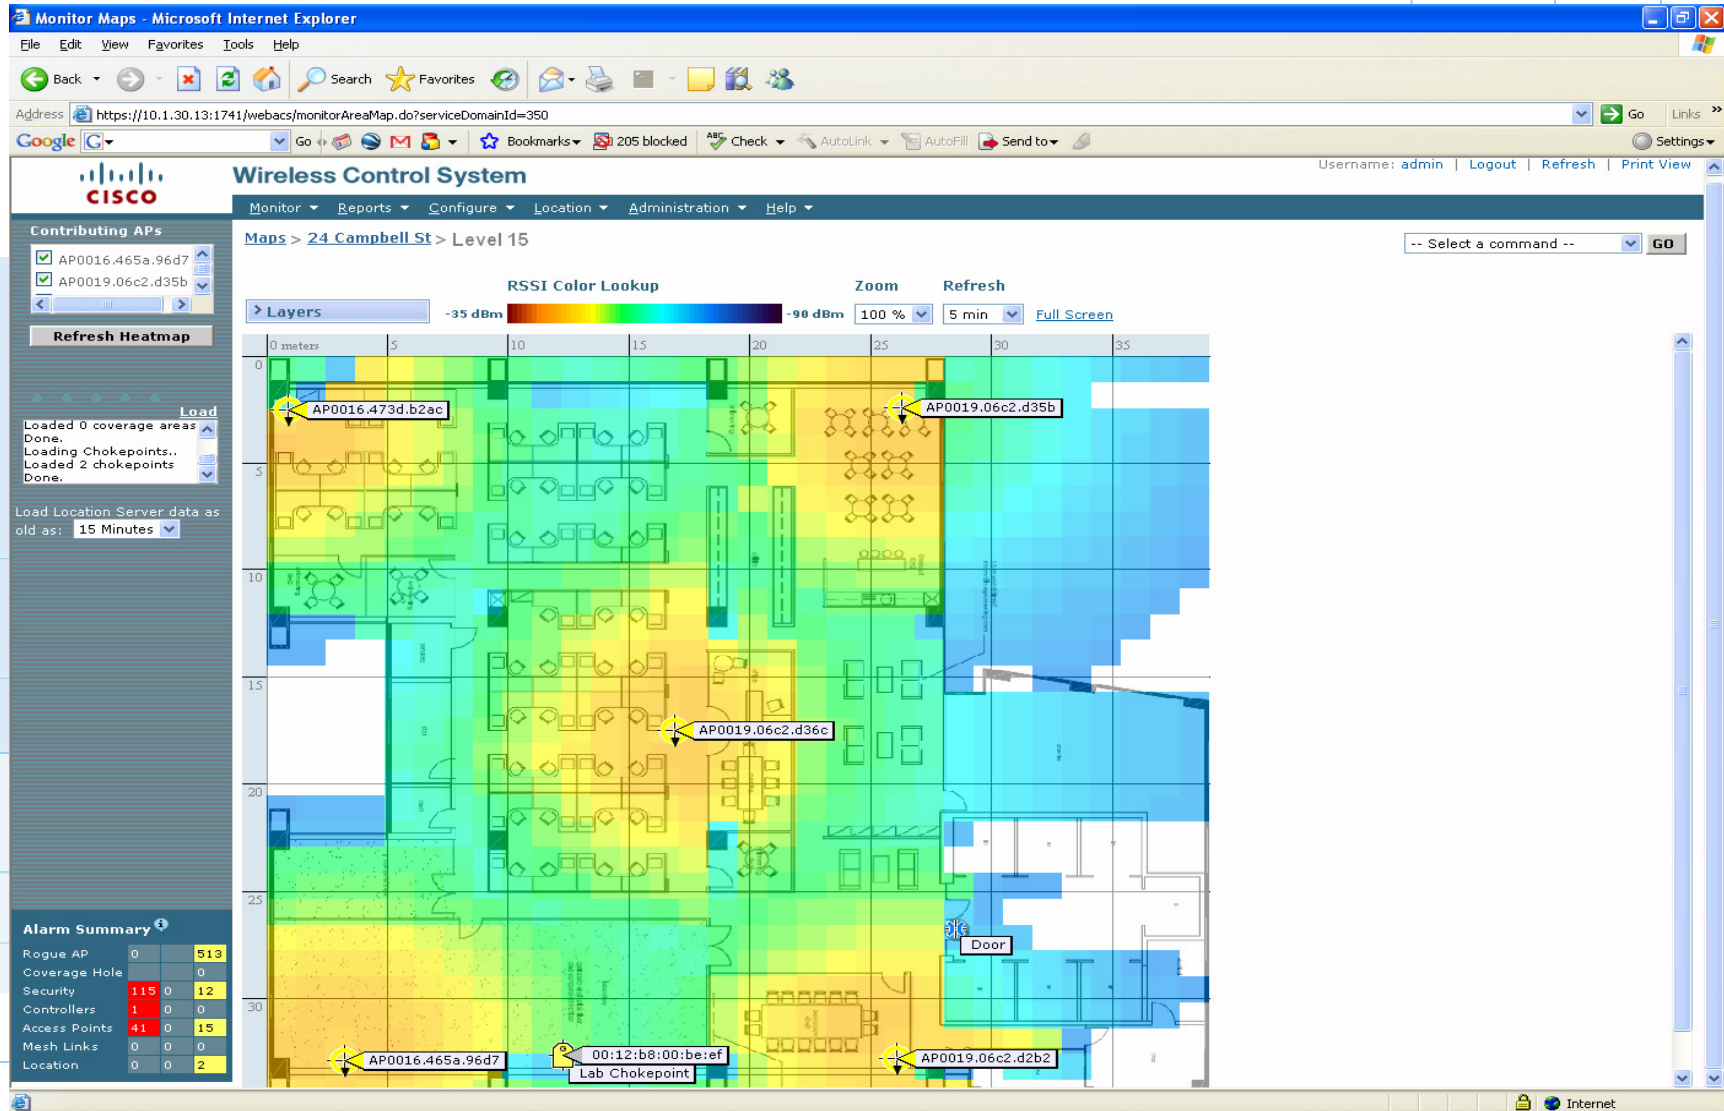 Monitor Maps - Microsoft Internet Explorer
File Edit View Favorites Tools Help
Back Search Favorites
Address https://10.1.30.13:1741/webacs/monitorAreaMap.do?serviceDomainId=350 Go Links »
Google G Go Bookmarks 205 blocked ABC Check AutoLink AutoFill Send to Settings
CISCO
Wireless Control System
Username: admin | Logout | Refresh | Print View
Monitor Reports Configure Location Administration Help
Contributing APs
AP0016.465a.96d7
AP0019.06c2.d35b
Refresh Heatmap
Load
Loaded 0 coverage areas
Done.
Loading Chokepoints..
Loaded 2 chokepoints
Done.
Load Location Server data as
old as: 15 Minutes
Maps > 24 Campbell St > Level 15
-- Select a command -- GO
RSSI Color Lookup Zoom Refresh
> Layers -35 dBm -90 dBm 100 % 5 min Full Screen
0 meters 5 10 15 20 25 30 35
0
AP0016.473d.b2ac
AP0019.06c2.d35b
5
10
15
AP0019.06c2.d36c
20
25
Door
30
AP0016.465a.96d7
00:12:b8:00:be:ef
AP0019.06c2.d2b2
Lab Chokepoint
Alarm Summary
Rogue AP 0 513
Coverage Hole 0
Security 115 0 12
Controllers 1 0 0
Access Points 41 0 15
Mesh Links 0 0 0
Location 0 0 2
Internet